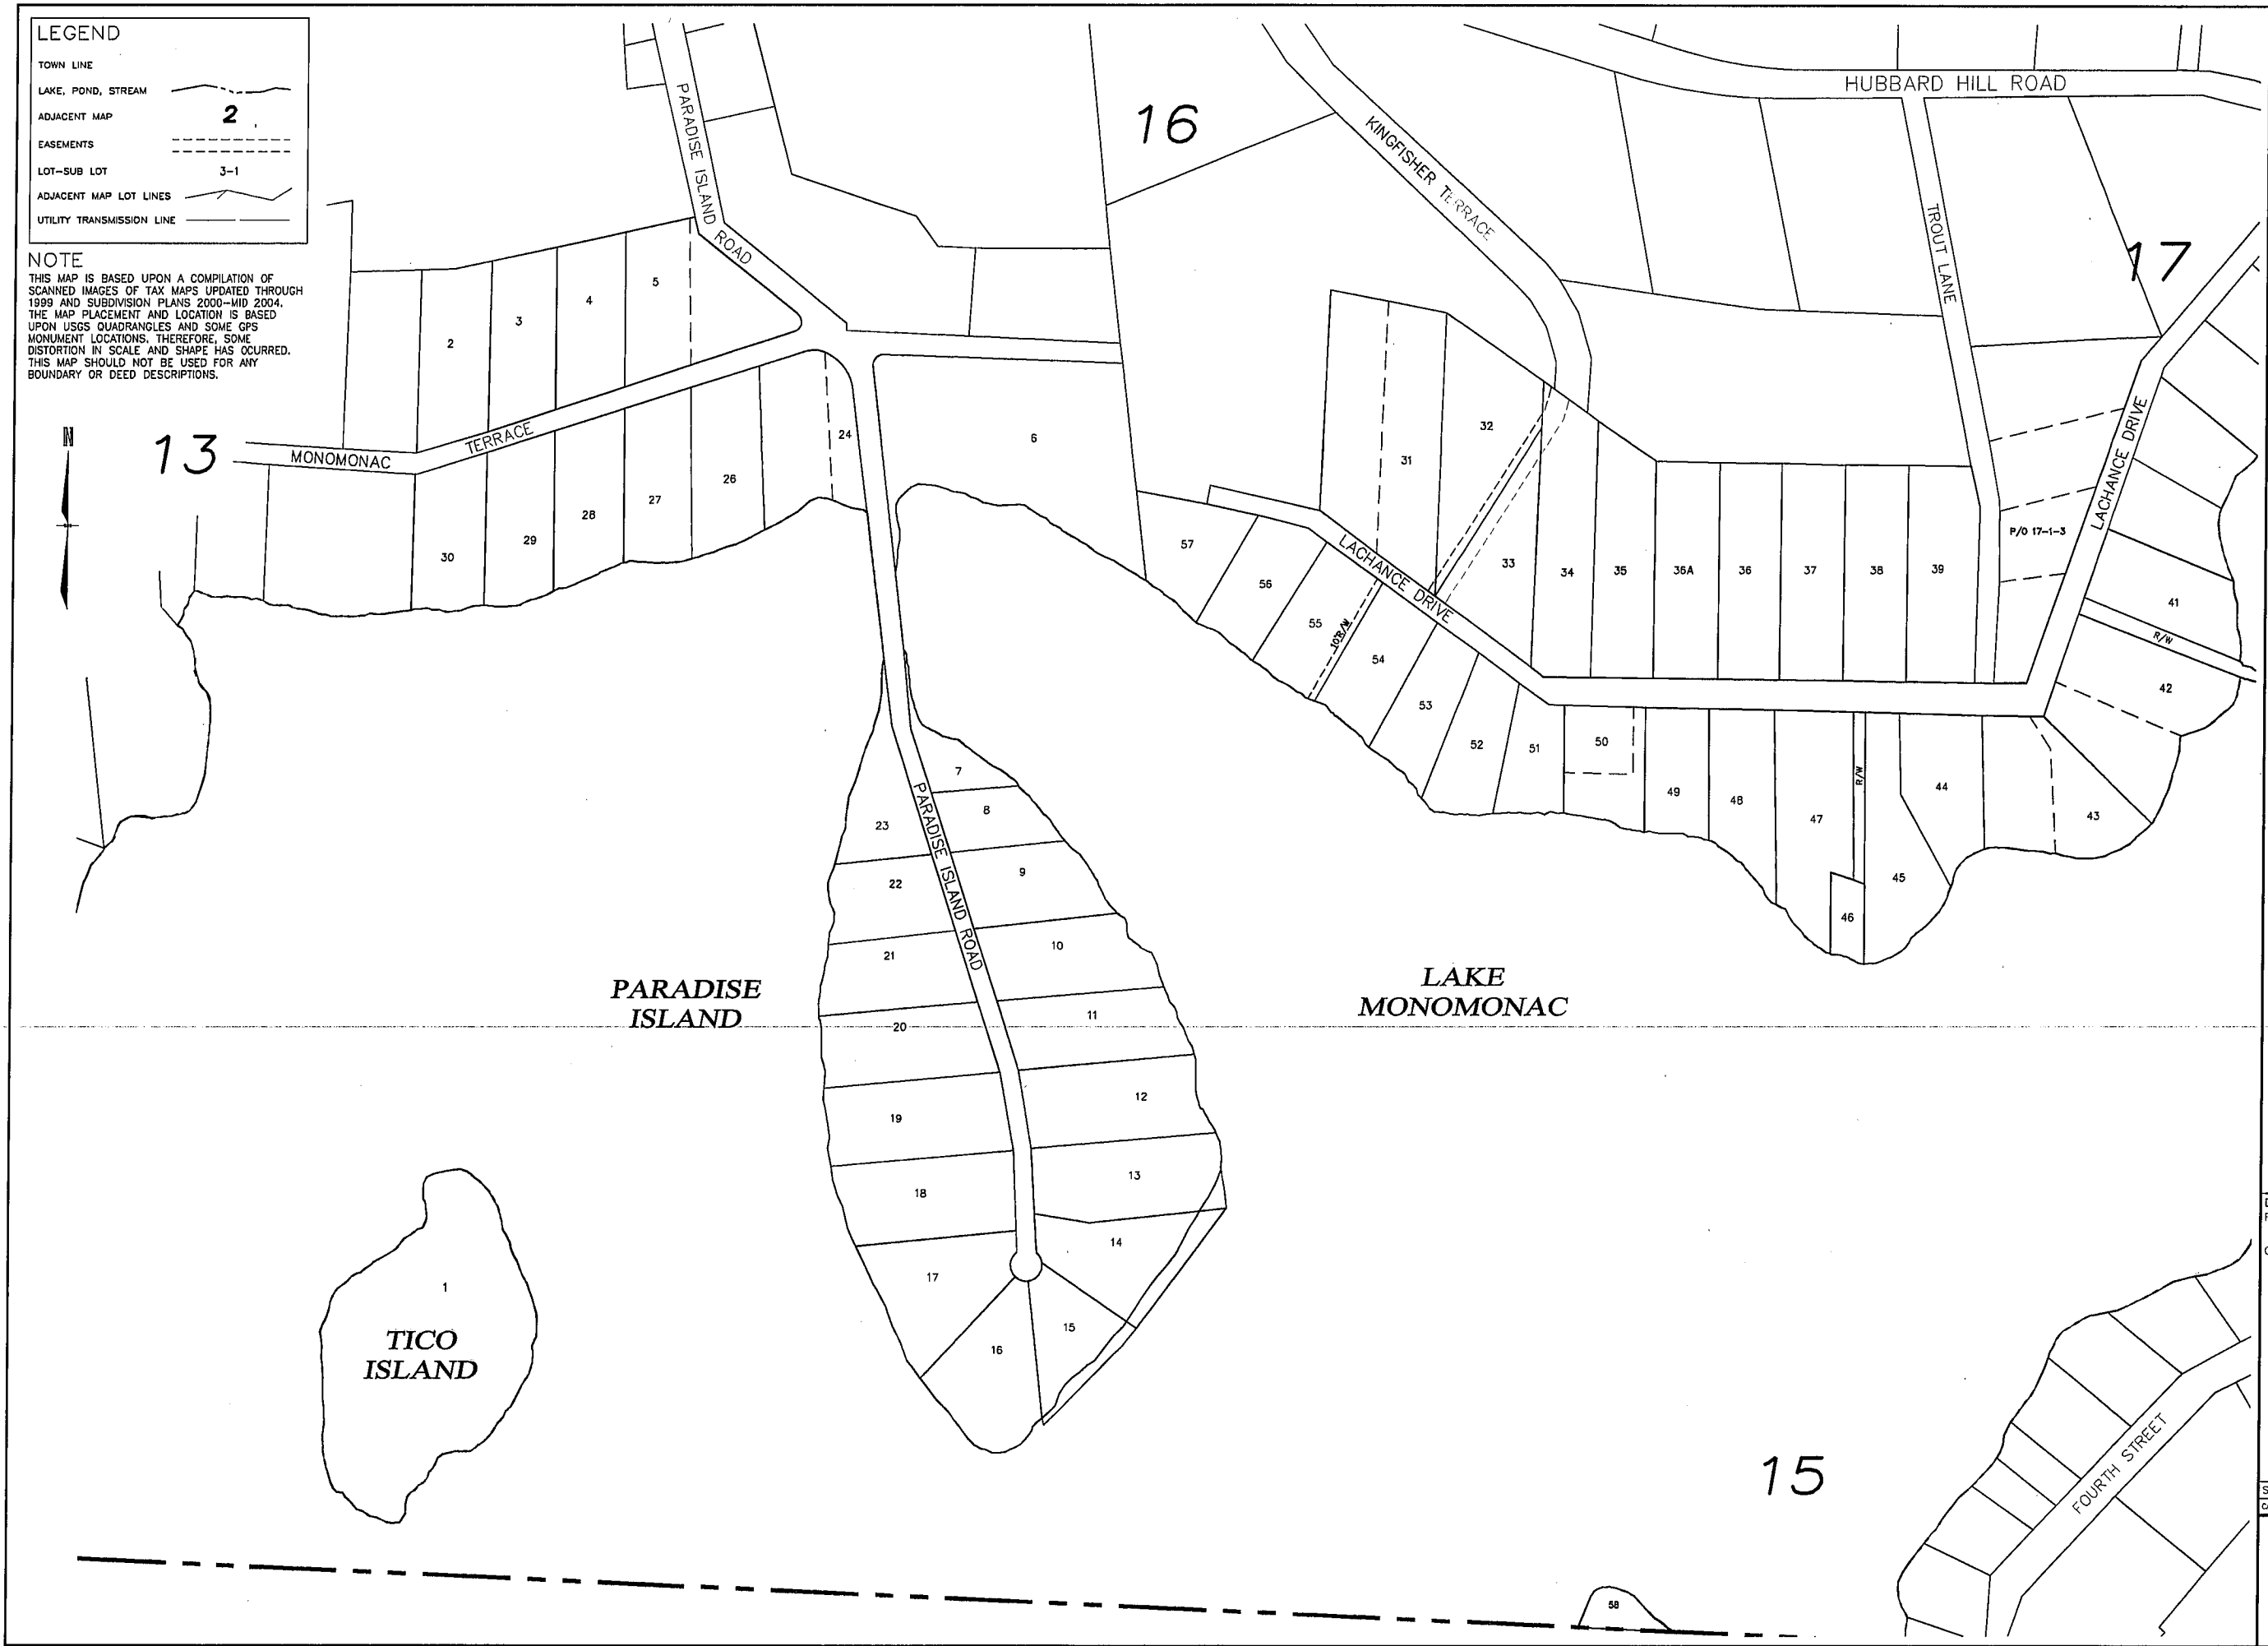 LEGEND
TOWN LINE
LAKE, POND, STREAM
ADJACENT MAP 2
EASEMENTS
LOT-SUB LOT 3-1
ADJACENT MAP LOT LINES
UTILITY TRANSMISSION LINE
NOTE
THIS MAP IS BASED UPON A COMPILATION OF
SCANNED IMAGES OF TAX MAPS UPDATED THROUGH
1999 AND SUBDIVISION PLANS 2000-MID 2004.
THE MAP PLACEMENT AND LOCATION IS BASED
UPON USGS QUADRANGLES AND SOME GPS
MONUMENT LOCATIONS. THEREFORE, SOME
DISTORTION IN SCALE AND SHAPE HAS OCURRED.
THIS MAP SHOULD NOT BE USED FOR ANY
BOUNDARY OR DEED DESCRIPTIONS.
N
13
16
17
15
PARADISE ISLAND ROAD
MONOMONAC TERRACE
KINGFISHER TERRACE
HUBBARD HILL ROAD
TROUT LANE
LACHANCE DRIVE
LACHANCE DRIVE
2
3
4
5
24
6
26
27
28
29
30
31
32
33
34
35
36A
36
37
38
39
P/O 17-1-3
41
R/W
42
43
44
45
46
R/W
47
48
49
50
51
52
53
54
10'R/W
55
56
57
PARADISE ISLAND ROAD
7
8
9
10
11
12
13
14
15
16
17
18
19
20
21
22
23
PARADISE
ISLAND
LAKE
MONOMONAC
1
TICO
ISLAND
FOURTH STREET
58